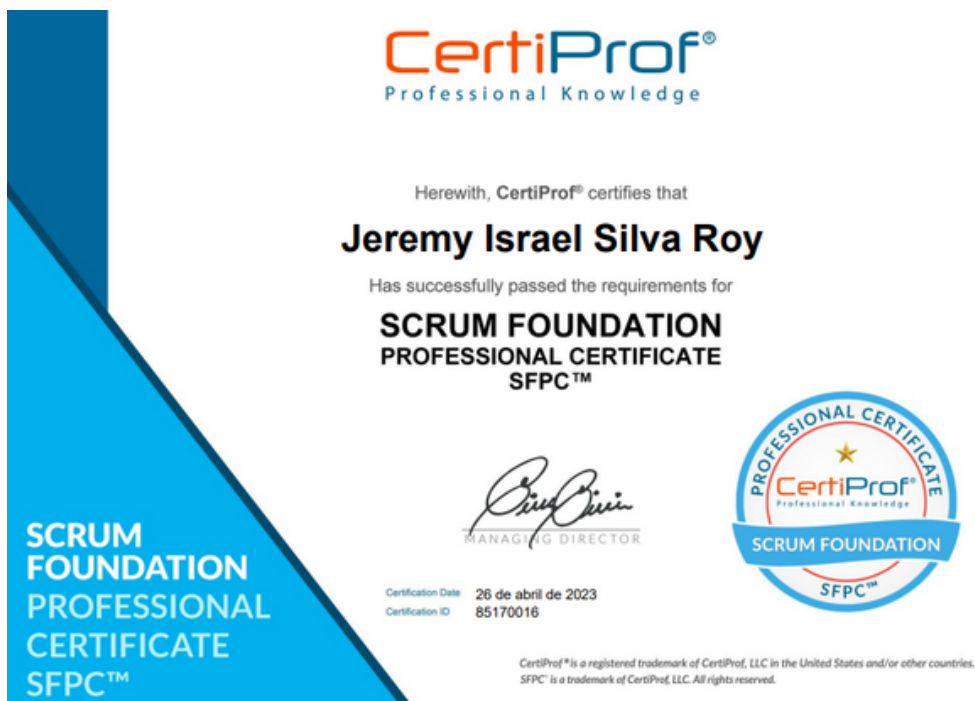 CertiProf®
Professional Knowledge
Herewith, CertiProf® certifies that
Jeremy Israel Silva Roy
Has successfully passed the requirements for
SCRUM FOUNDATION
PROFESSIONAL CERTIFICATE
SFPC™
MANAGING DIRECTOR
Certification Date 26 de abril de 2023
Certification ID 85170016
PROFESSIONAL CERTIFICATE
CertiProf®
Professional Knowledge
SCRUM FOUNDATION
SFPC™
SCRUM
FOUNDATION
PROFESSIONAL
CERTIFICATE
SFPC™
CertiProf® is a registered trademark of CertiProf, LLC in the United States and/or other countries.
SFPC™ is a trademark of CertiProf, LLC. All rights reserved.